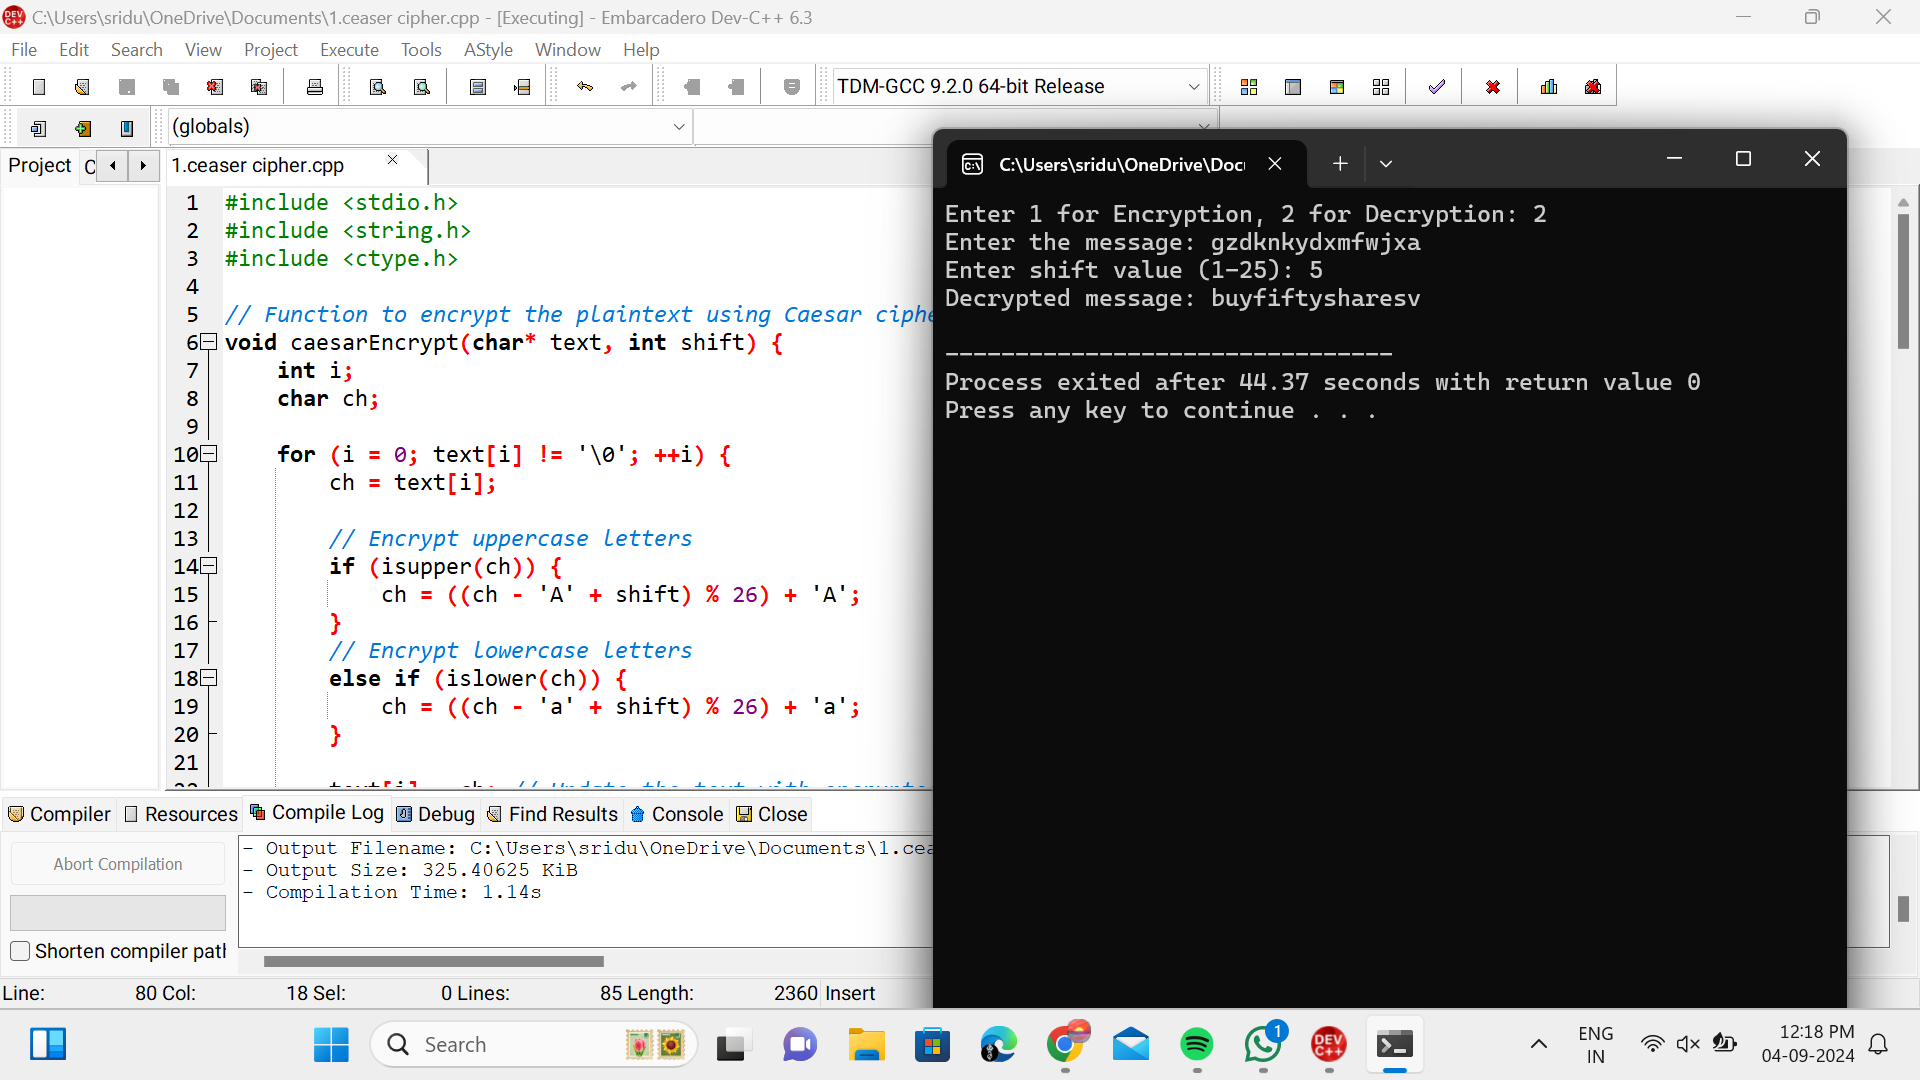 C:\Users\sridu\OneDrive\Documents\1.ceaser cipher.cpp - [Executing] - Embarcadero Dev-C++ 6.3
File Edit Search View Project Execute Tools AStyle Window Help
TDM-GCC 9.2.0 64-bit Release
(globals)
Project
1.ceaser cipher.cpp
1 #include <stdio.h>
2 #include <string.h>
3 #include <ctype.h>
4
5 // Function to encrypt the plaintext using Caesar ciphe
6 void caesarEncrypt(char* text, int shift) {
7 int i;
8 char ch;
9
10 for (i = 0; text[i] != '\0'; ++i) {
11 ch = text[i];
12
13 // Encrypt uppercase letters
14 if (isupper(ch)) {
15 ch = ((ch - 'A' + shift) % 26) + 'A';
16 }
17 // Encrypt lowercase letters
18 else if (islower(ch)) {
19 ch = ((ch - 'a' + shift) % 26) + 'a';
20 }
21
C:\Users\sridu\OneDrive\Doc
Enter 1 for Encryption, 2 for Decryption: 2
Enter the message: gzdknkydxmfwjxa
Enter shift value (1-25): 5
Decrypted message: buyfiftysharesv
--------------------------------
Process exited after 44.37 seconds with return value 0
Press any key to continue . . .
Compiler Resources Compile Log Debug Find Results Console Close
Abort Compilation
Shorten compiler pat
- Output Filename: C:\Users\sridu\OneDrive\Documents\1.cea
- Output Size: 325.40625 KiB
- Compilation Time: 1.14s
Line: 80 Col: 18 Sel: 0 Lines: 85 Length: 2360 Insert
Search
1
DEV C++
ENG
IN
12:18 PM
04-09-2024